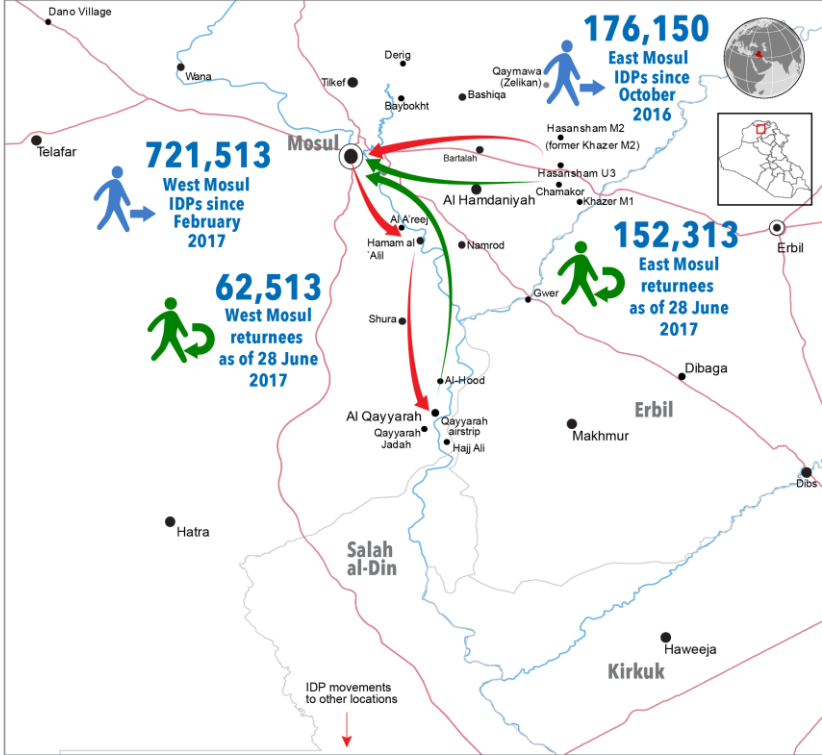 Dano Village
Wana
Derig
Tilkef
Baybokht
Bashiqa
Qaymawa
(Zelikan)
176,150
East Mosul
IDPs since
October
2016
Telafar
Mosul
721,513
West Mosul
IDPs since
February
2017
Hasansham M2
(former Khazer M2)
Bartalah
Hasansham U3
Chamakor
Al Hamdaniyah
Khazer M1
Erbil
Al A'reej
Hamam al
`Alil
Namrod
152,313
East Mosul
returnees
as of 28 June
2017
62,513
West Mosul
returnees
as of 28 June
2017
Gwer
Shura
Al-Hood
Dibaga
Erbil
Al Qayyarah
Qayyarah
airstrip
Qayyarah
Jadah
Hajj Ali
Makhmur
Dibs
Hatra
Salah
al-Din
Haweeja
Kirkuk
IDP movements
to other locations